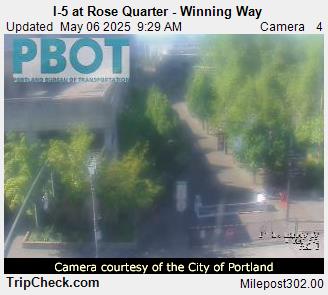 I-5 at Rose Quarter - Winning Way
Updated May 06 2025 9:29 AM Camera 4
PBOT
PORTLAND BUREAU OF TRANSPORTATION
Camera courtesy of the City of Portland
TripCheck.com Milepost302.00